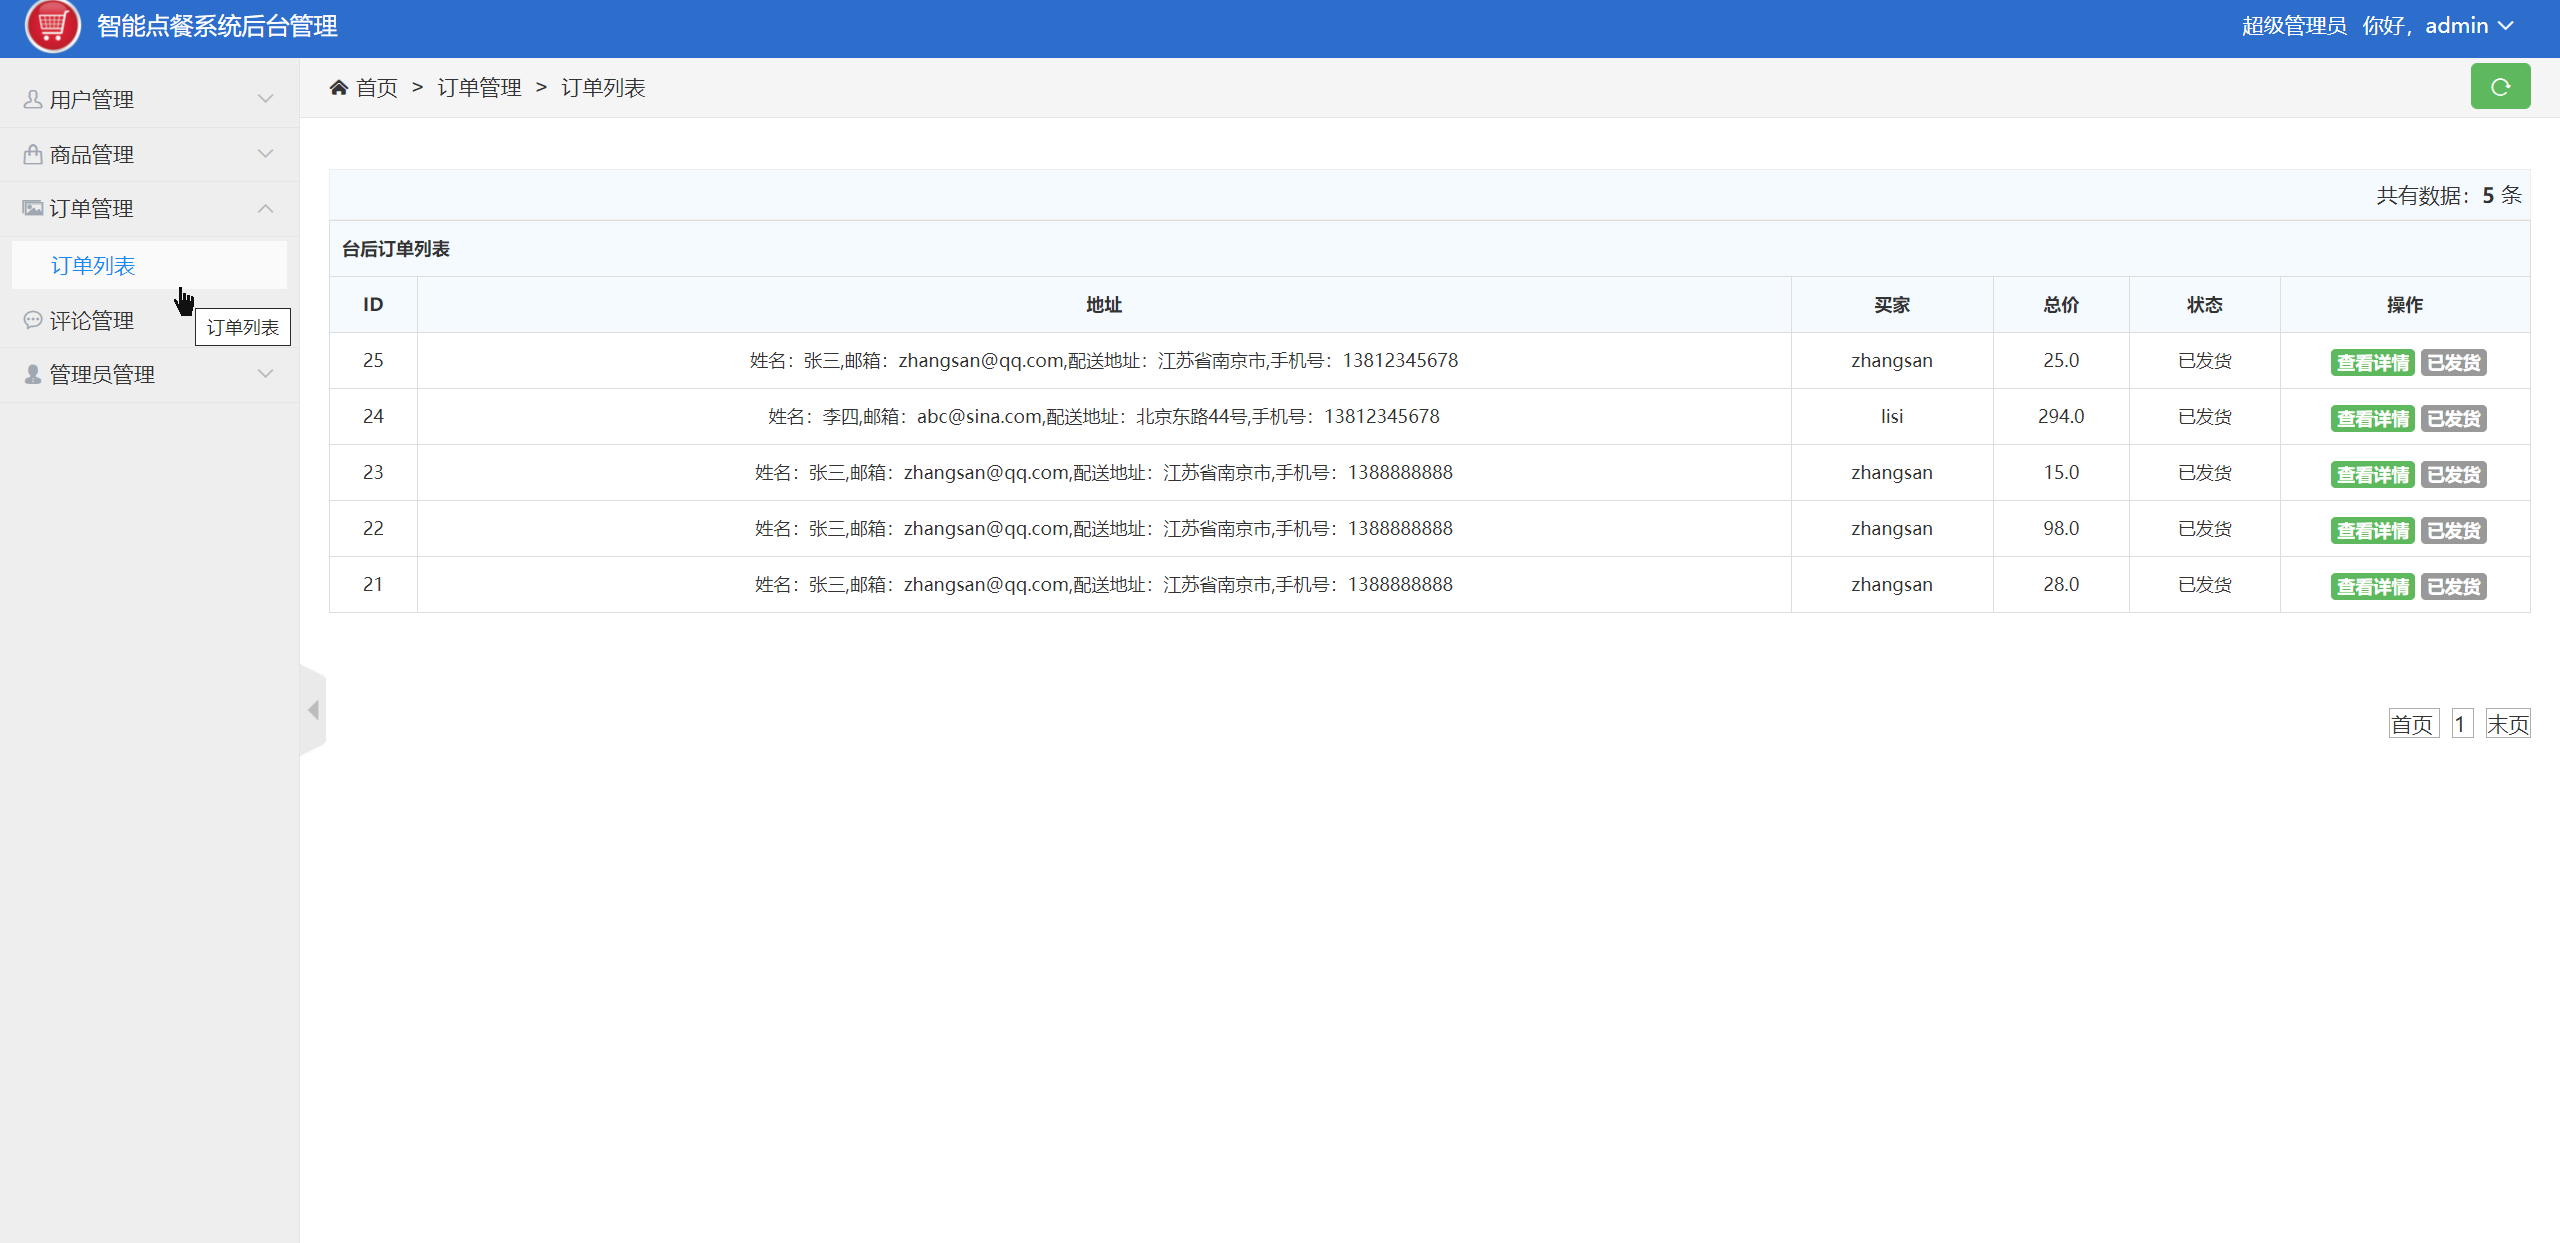 智能点餐系统后台管理
超级管理员 你好，admin
用户管理
商品管理
订单管理
订单列表
评论管理
订单列表
管理员管理
首页 > 订单管理 > 订单列表
共有数据：5 条
台后订单列表
ID 地址 买家 总价 状态 操作
25 姓名：张三,邮箱：zhangsan@qq.com,配送地址：江苏省南京市,手机号：13812345678 zhangsan 25.0 已发货 查看详情 已发货
24 姓名：李四,邮箱：abc@sina.com,配送地址：北京东路44号,手机号：13812345678 lisi 294.0 已发货 查看详情 已发货
23 姓名：张三,邮箱：zhangsan@qq.com,配送地址：江苏省南京市,手机号：1388888888 zhangsan 15.0 已发货 查看详情 已发货
22 姓名：张三,邮箱：zhangsan@qq.com,配送地址：江苏省南京市,手机号：1388888888 zhangsan 98.0 已发货 查看详情 已发货
21 姓名：张三,邮箱：zhangsan@qq.com,配送地址：江苏省南京市,手机号：1388888888 zhangsan 28.0 已发货 查看详情 已发货
首页 1 末页